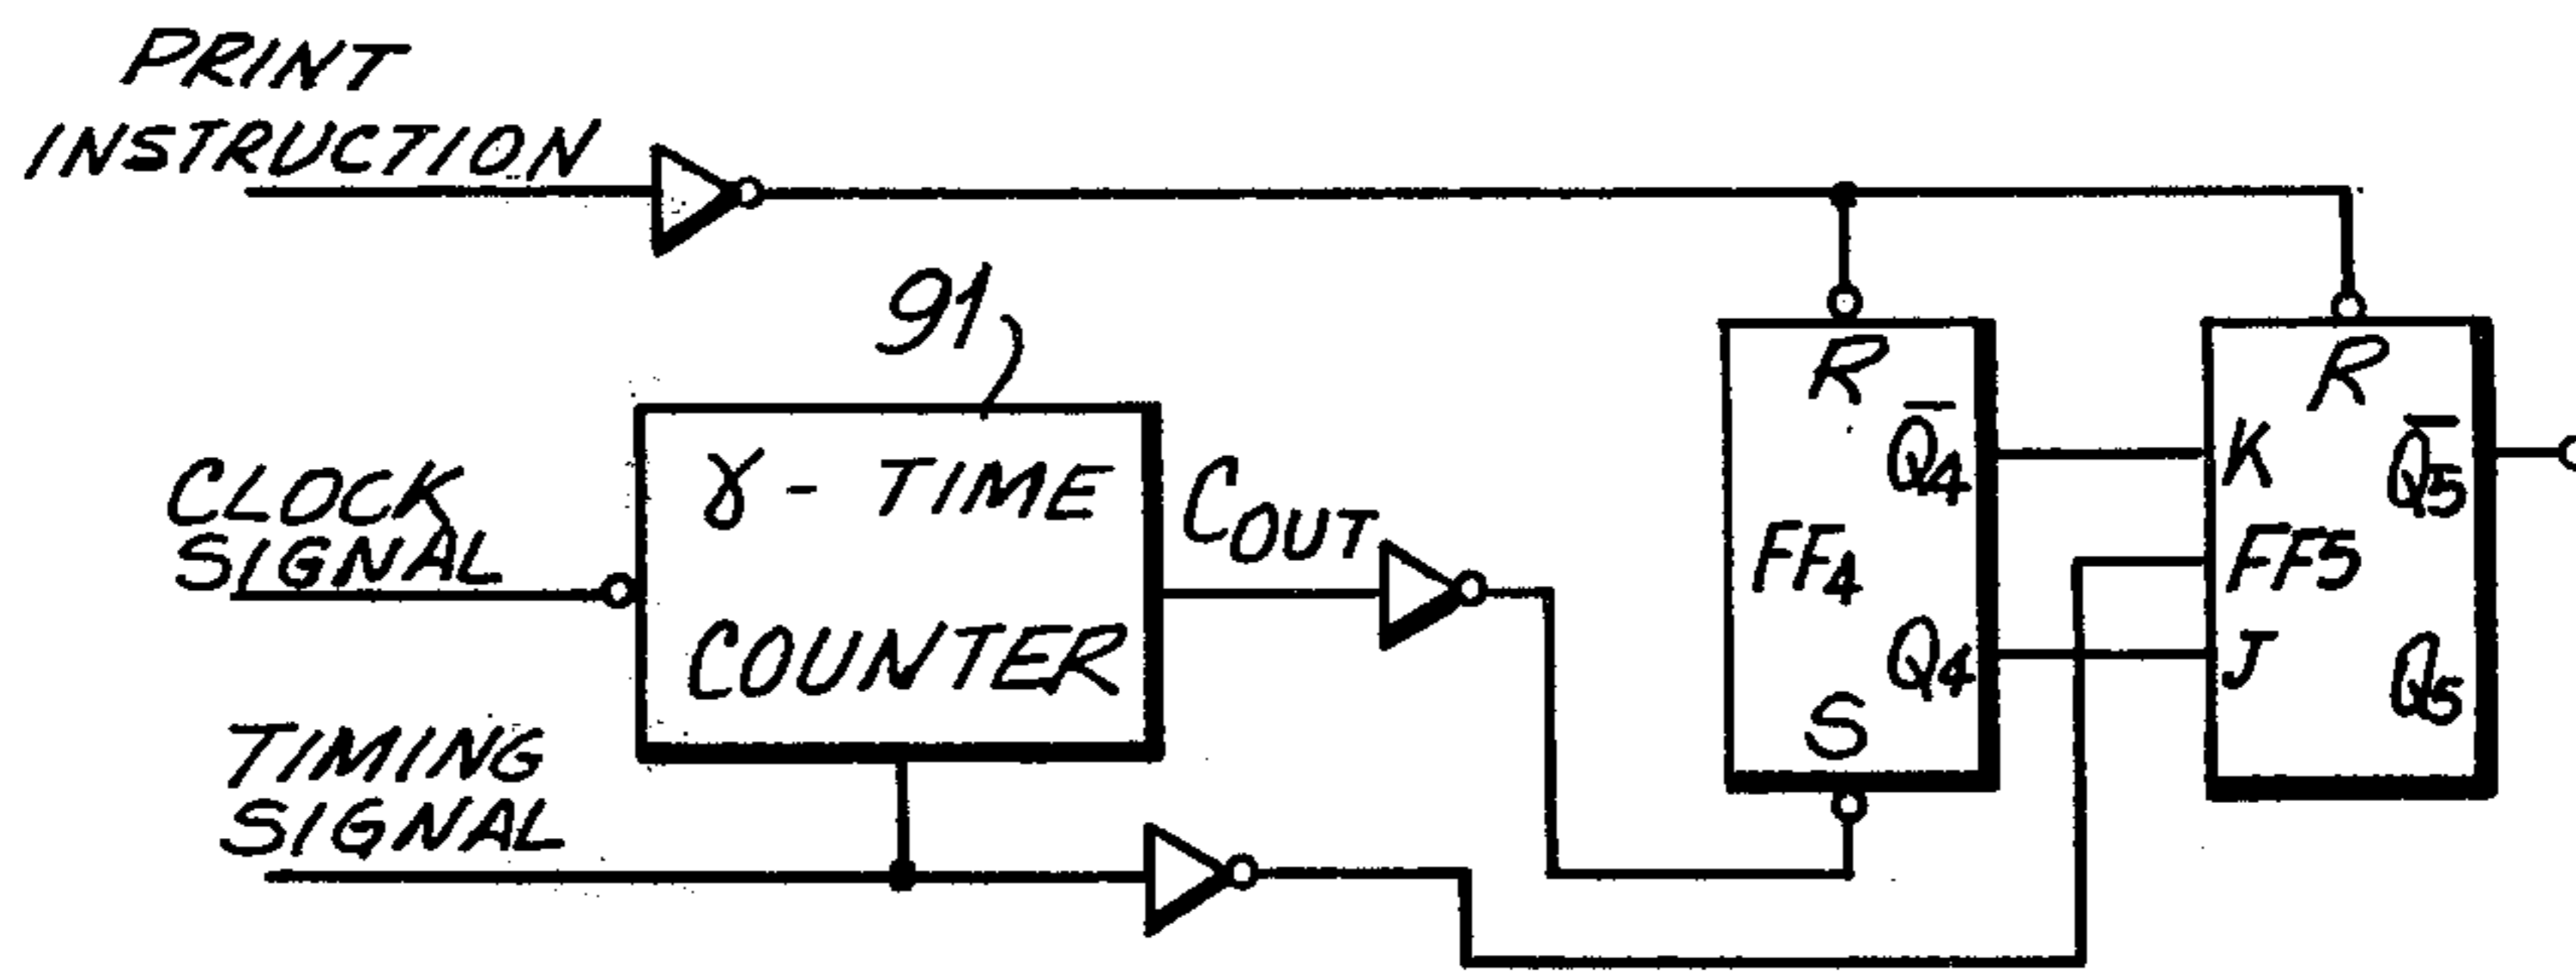 PRINT
INSTRUCTION
91
CLOCK
SIGNAL
γ - TIME
COUNTER
COUT
TIMING
SIGNAL
R
Q̅4
FF4
Q4
S
R
K
Q̅5
FF5
J
Q5